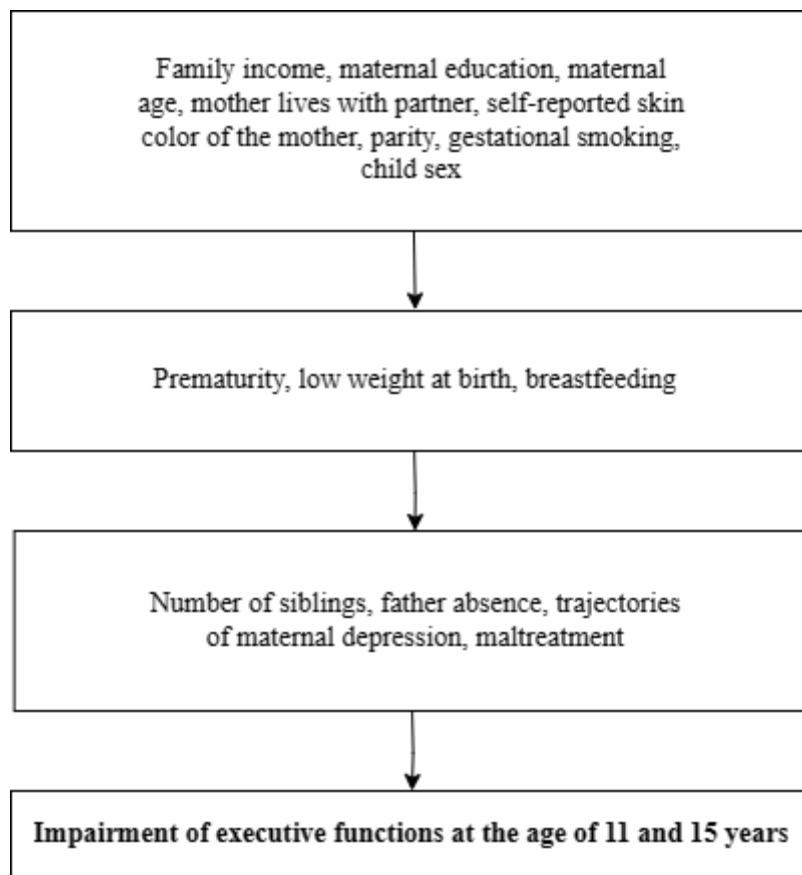 Family income, maternal education, maternal
age, mother lives with partner, self-reported skin
color of the mother, parity, gestational smoking,
child sex
Prematurity, low weight at birth, breastfeeding
Number of siblings, father absence, trajectories
of maternal depression, maltreatment
Impairment of executive functions at the age of 11 and 15 years